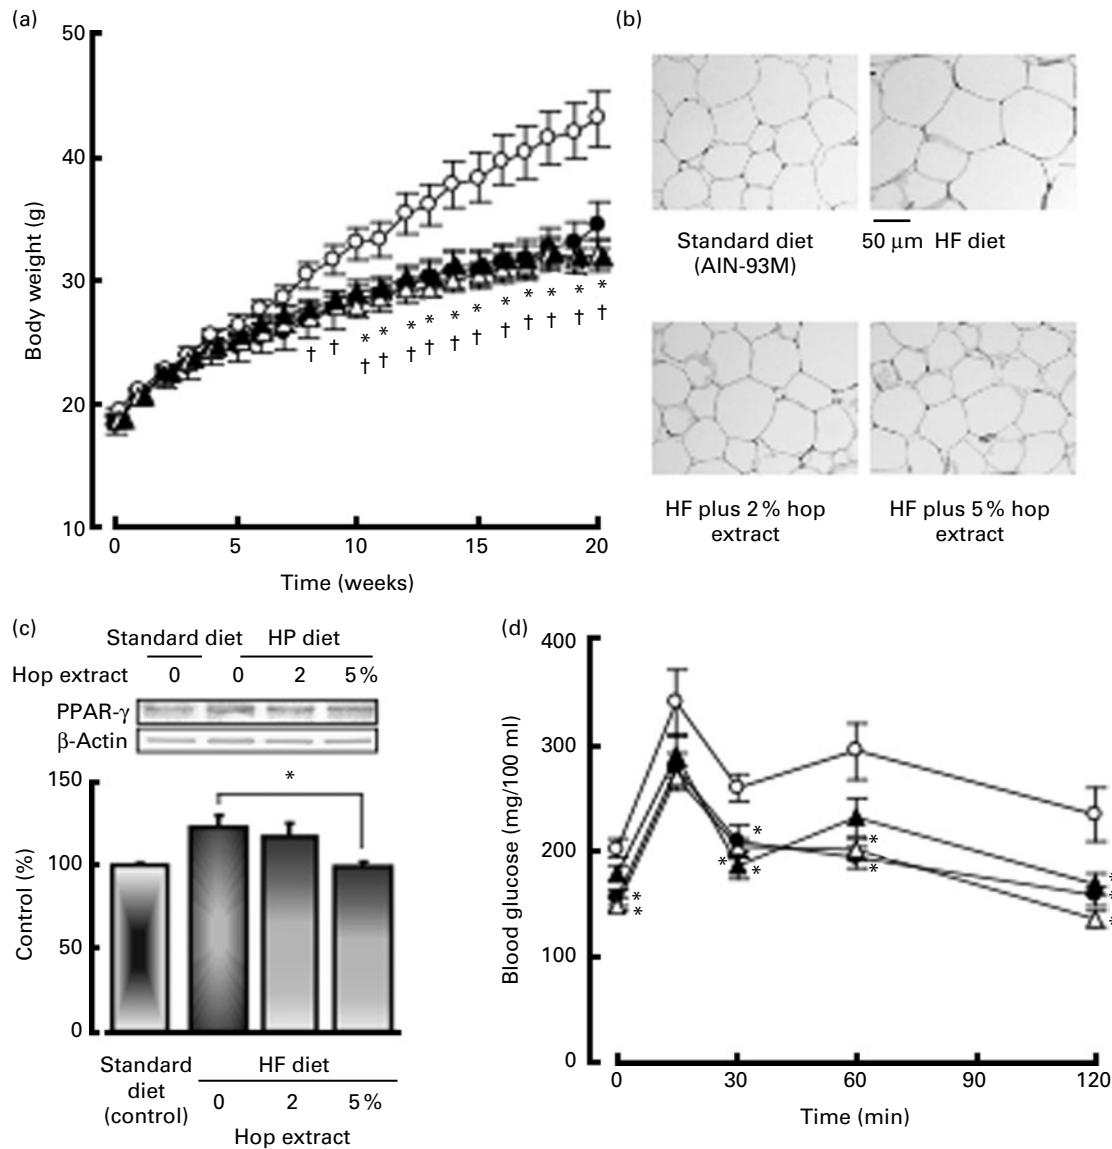 (a)
50
40
30
20
10
Body weight (g)
* * * * * * * * * *
† † † † † † † † † † † †
0 5 10 15 20
Time (weeks)
(b)
Standard diet
(AIN-93M)
50 μm HF diet
HF plus 2% hop
extract
HF plus 5% hop
extract
(c)
Standard diet HP diet
Hop extract 0 0 2 5%
PPAR-γ
β-Actin
150
100
50
0
Control (%)
*
Standard
diet
(control)
HF diet
0 2 5%
Hop extract
(d)
400
300
200
100
0
Blood glucose (mg/100 ml)
* * * * * * * * * *
0 30 60 90 120
Time (min)